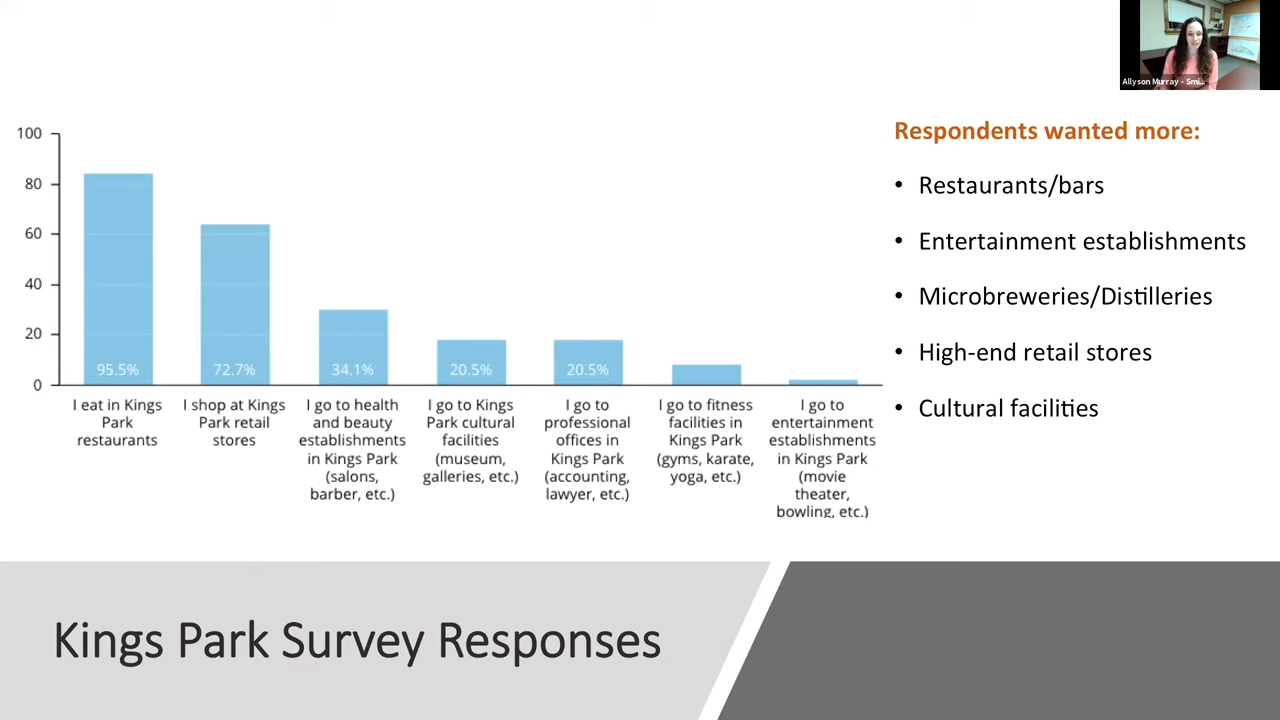 Allyson Murray - Smi...
100
80
60
40
20
0
95.5%
72.7%
34.1%
20.5%
20.5%
I eat in Kings
Park
restaurants
I shop at Kings
Park retail
stores
I go to health
and beauty
establishments
in Kings Park
(salons,
barber, etc.)
I go to Kings
Park cultural
facilities
(museum,
galleries, etc.)
I go to
professional
offices in
Kings Park
(accounting,
lawyer, etc.)
I go to fitness
facilities in
Kings Park
(gyms, karate,
yoga, etc.)
I go to
entertainment
establishments
in Kings Park
(movie
theater,
bowling, etc.)
Respondents wanted more:
• Restaurants/bars
• Entertainment establishments
• Microbreweries/Distilleries
• High-end retail stores
• Cultural facilities
Kings Park Survey Responses